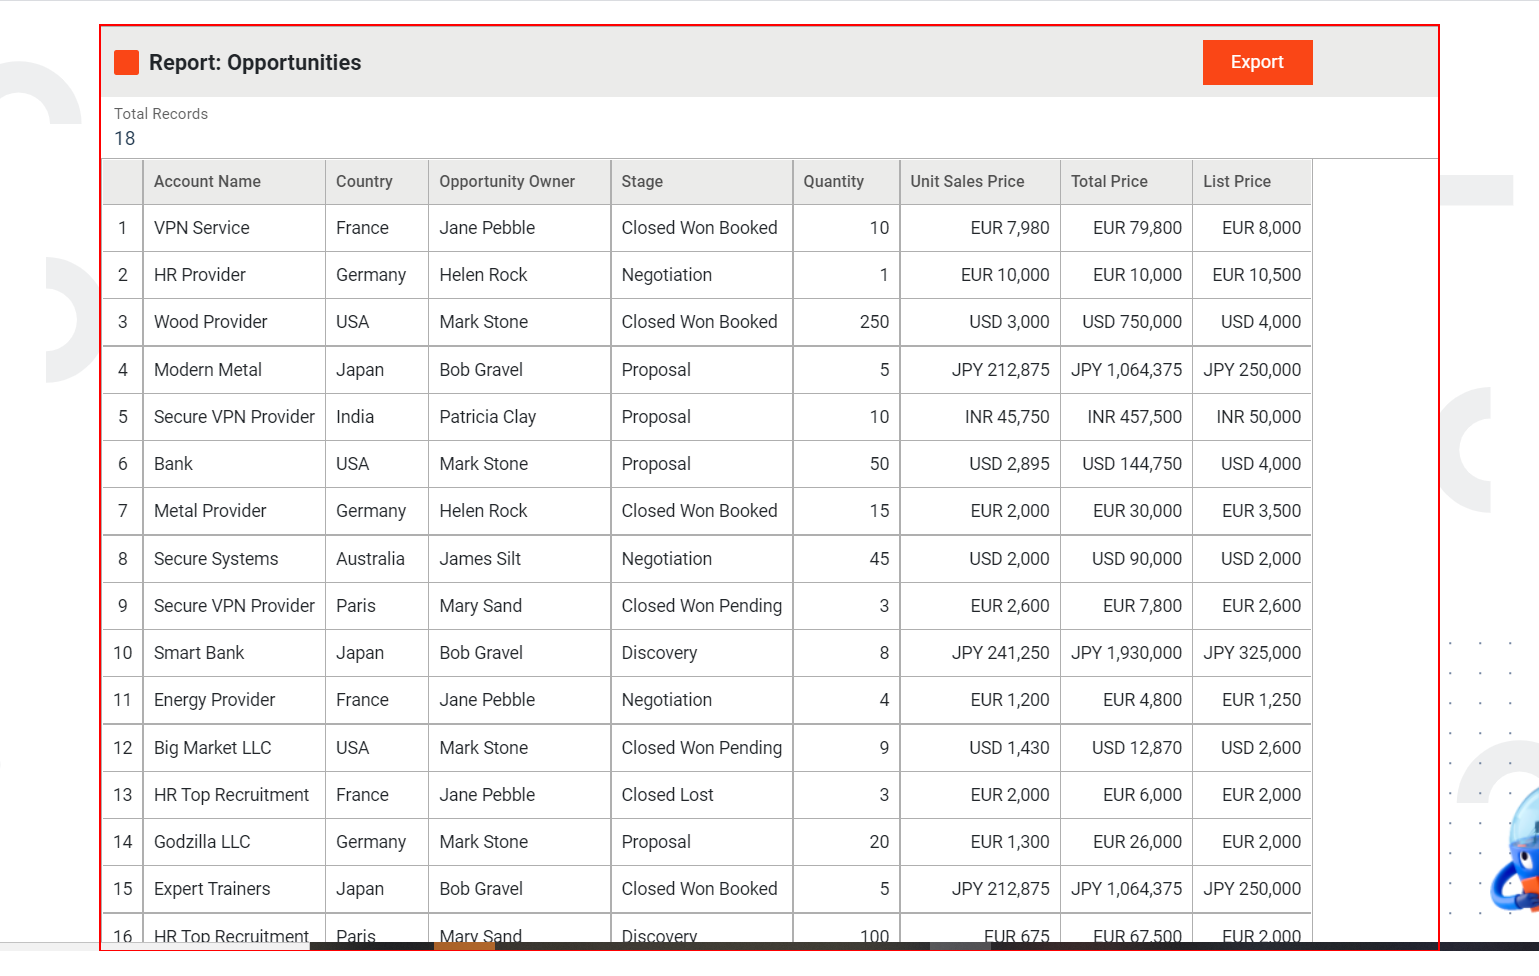 Report: Opportunities
Export
Total Records
18
Account Name Country Opportunity Owner Stage Quantity Unit Sales Price Total Price List Price
1 VPN Service France Jane Pebble Closed Won Booked 10 EUR 7,980 EUR 79,800 EUR 8,000
2 HR Provider Germany Helen Rock Negotiation 1 EUR 10,000 EUR 10,000 EUR 10,500
3 Wood Provider USA Mark Stone Closed Won Booked 250 USD 3,000 USD 750,000 USD 4,000
4 Modern Metal Japan Bob Gravel Proposal 5 JPY 212,875 JPY 1,064,375 JPY 250,000
5 Secure VPN Provider India Patricia Clay Proposal 10 INR 45,750 INR 457,500 INR 50,000
6 Bank USA Mark Stone Proposal 50 USD 2,895 USD 144,750 USD 4,000
7 Metal Provider Germany Helen Rock Closed Won Booked 15 EUR 2,000 EUR 30,000 EUR 3,500
8 Secure Systems Australia James Silt Negotiation 45 USD 2,000 USD 90,000 USD 2,000
9 Secure VPN Provider Paris Mary Sand Closed Won Pending 3 EUR 2,600 EUR 7,800 EUR 2,600
10 Smart Bank Japan Bob Gravel Discovery 8 JPY 241,250 JPY 1,930,000 JPY 325,000
11 Energy Provider France Jane Pebble Negotiation 4 EUR 1,200 EUR 4,800 EUR 1,250
12 Big Market LLC USA Mark Stone Closed Won Pending 9 USD 1,430 USD 12,870 USD 2,600
13 HR Top Recruitment France Jane Pebble Closed Lost 3 EUR 2,000 EUR 6,000 EUR 2,000
14 Godzilla LLC Germany Mark Stone Proposal 20 EUR 1,300 EUR 26,000 EUR 2,000
15 Expert Trainers Japan Bob Gravel Closed Won Booked 5 JPY 212,875 JPY 1,064,375 JPY 250,000
16 HR Top Recruitment Paris Mary Sand Discovery 100 EUR 675 EUR 67,500 EUR 2,000